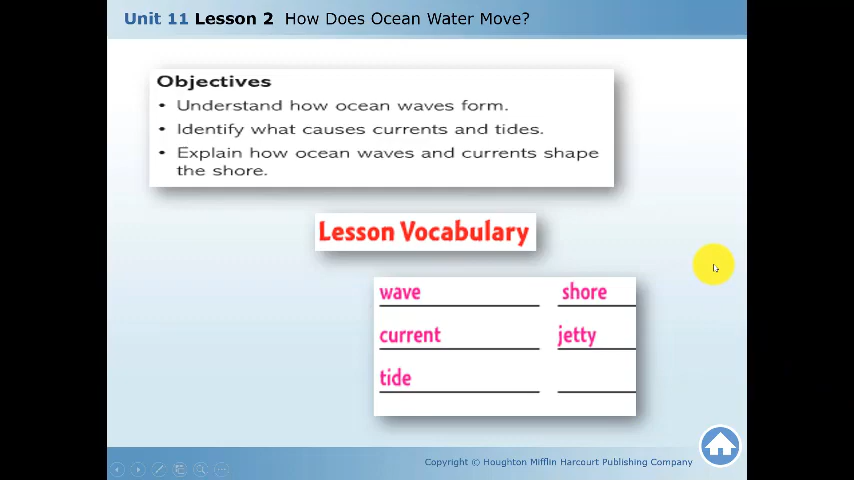 Unit 11 Lesson 2 How Does Ocean Water Move?
Objectives
• Understand how ocean waves form.
• Identify what causes currents and tides.
• Explain how ocean waves and currents shape
the shore.
Lesson Vocabulary
wave shore
current jetty
tide
Copyright © Houghton Mifflin Harcourt Publishing Company